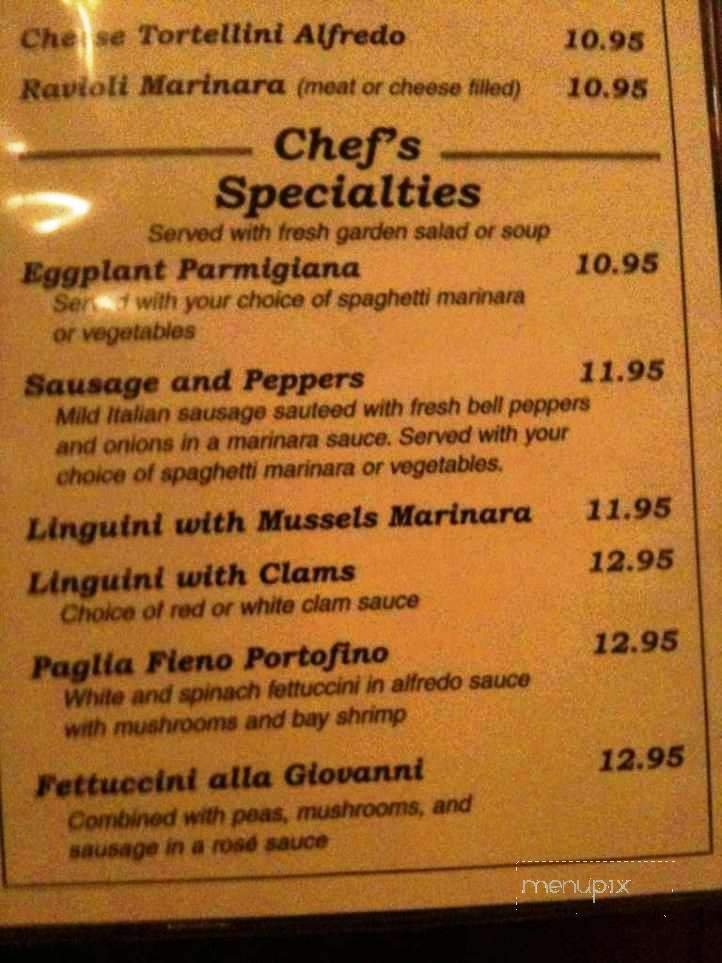 Cheese Tortellini Alfredo 10.95
Ravioli Marinara (meat or cheese filled) 10.95
Chef's
Specialties
Served with fresh garden salad or soup
Eggplant Parmigiana 10.95
Served with your choice of spaghetti marinara
or vegetables
Sausage and Peppers 11.95
Mild Italian sausage sauteed with fresh bell peppers
and onions in a marinara sauce. Served with your
choice of spaghetti marinara or vegetables.
Linguini with Mussels Marinara 11.95
Linguini with Clams 12.95
Choice of red or white clam sauce
Paglia Fieno Portofino 12.95
White and spinach fettuccini in alfredo sauce
with mushrooms and bay shrimp
Fettuccini alla Giovanni 12.95
Combined with peas, mushrooms, and
sausage in a rosé sauce
menupix